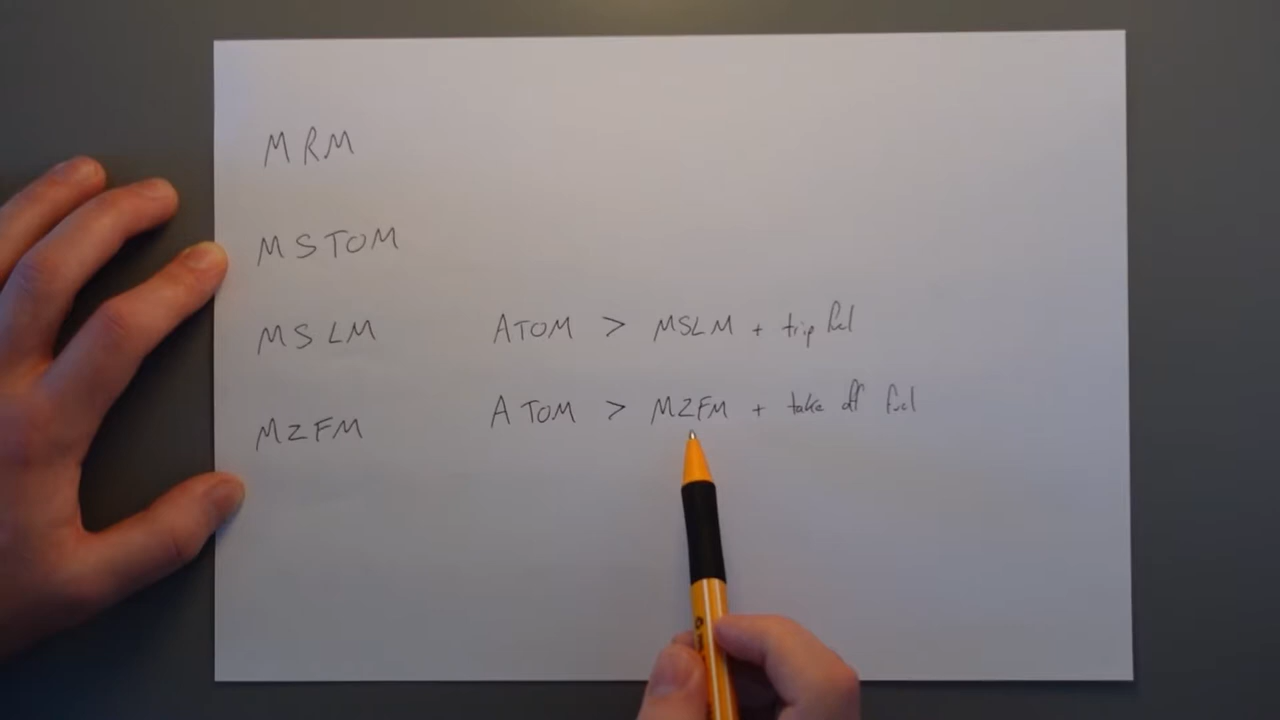 MRM
MSTOM
MSLM ATOM > MSLM + trip fuel
MZFM ATOM > MZFM + take off fuel